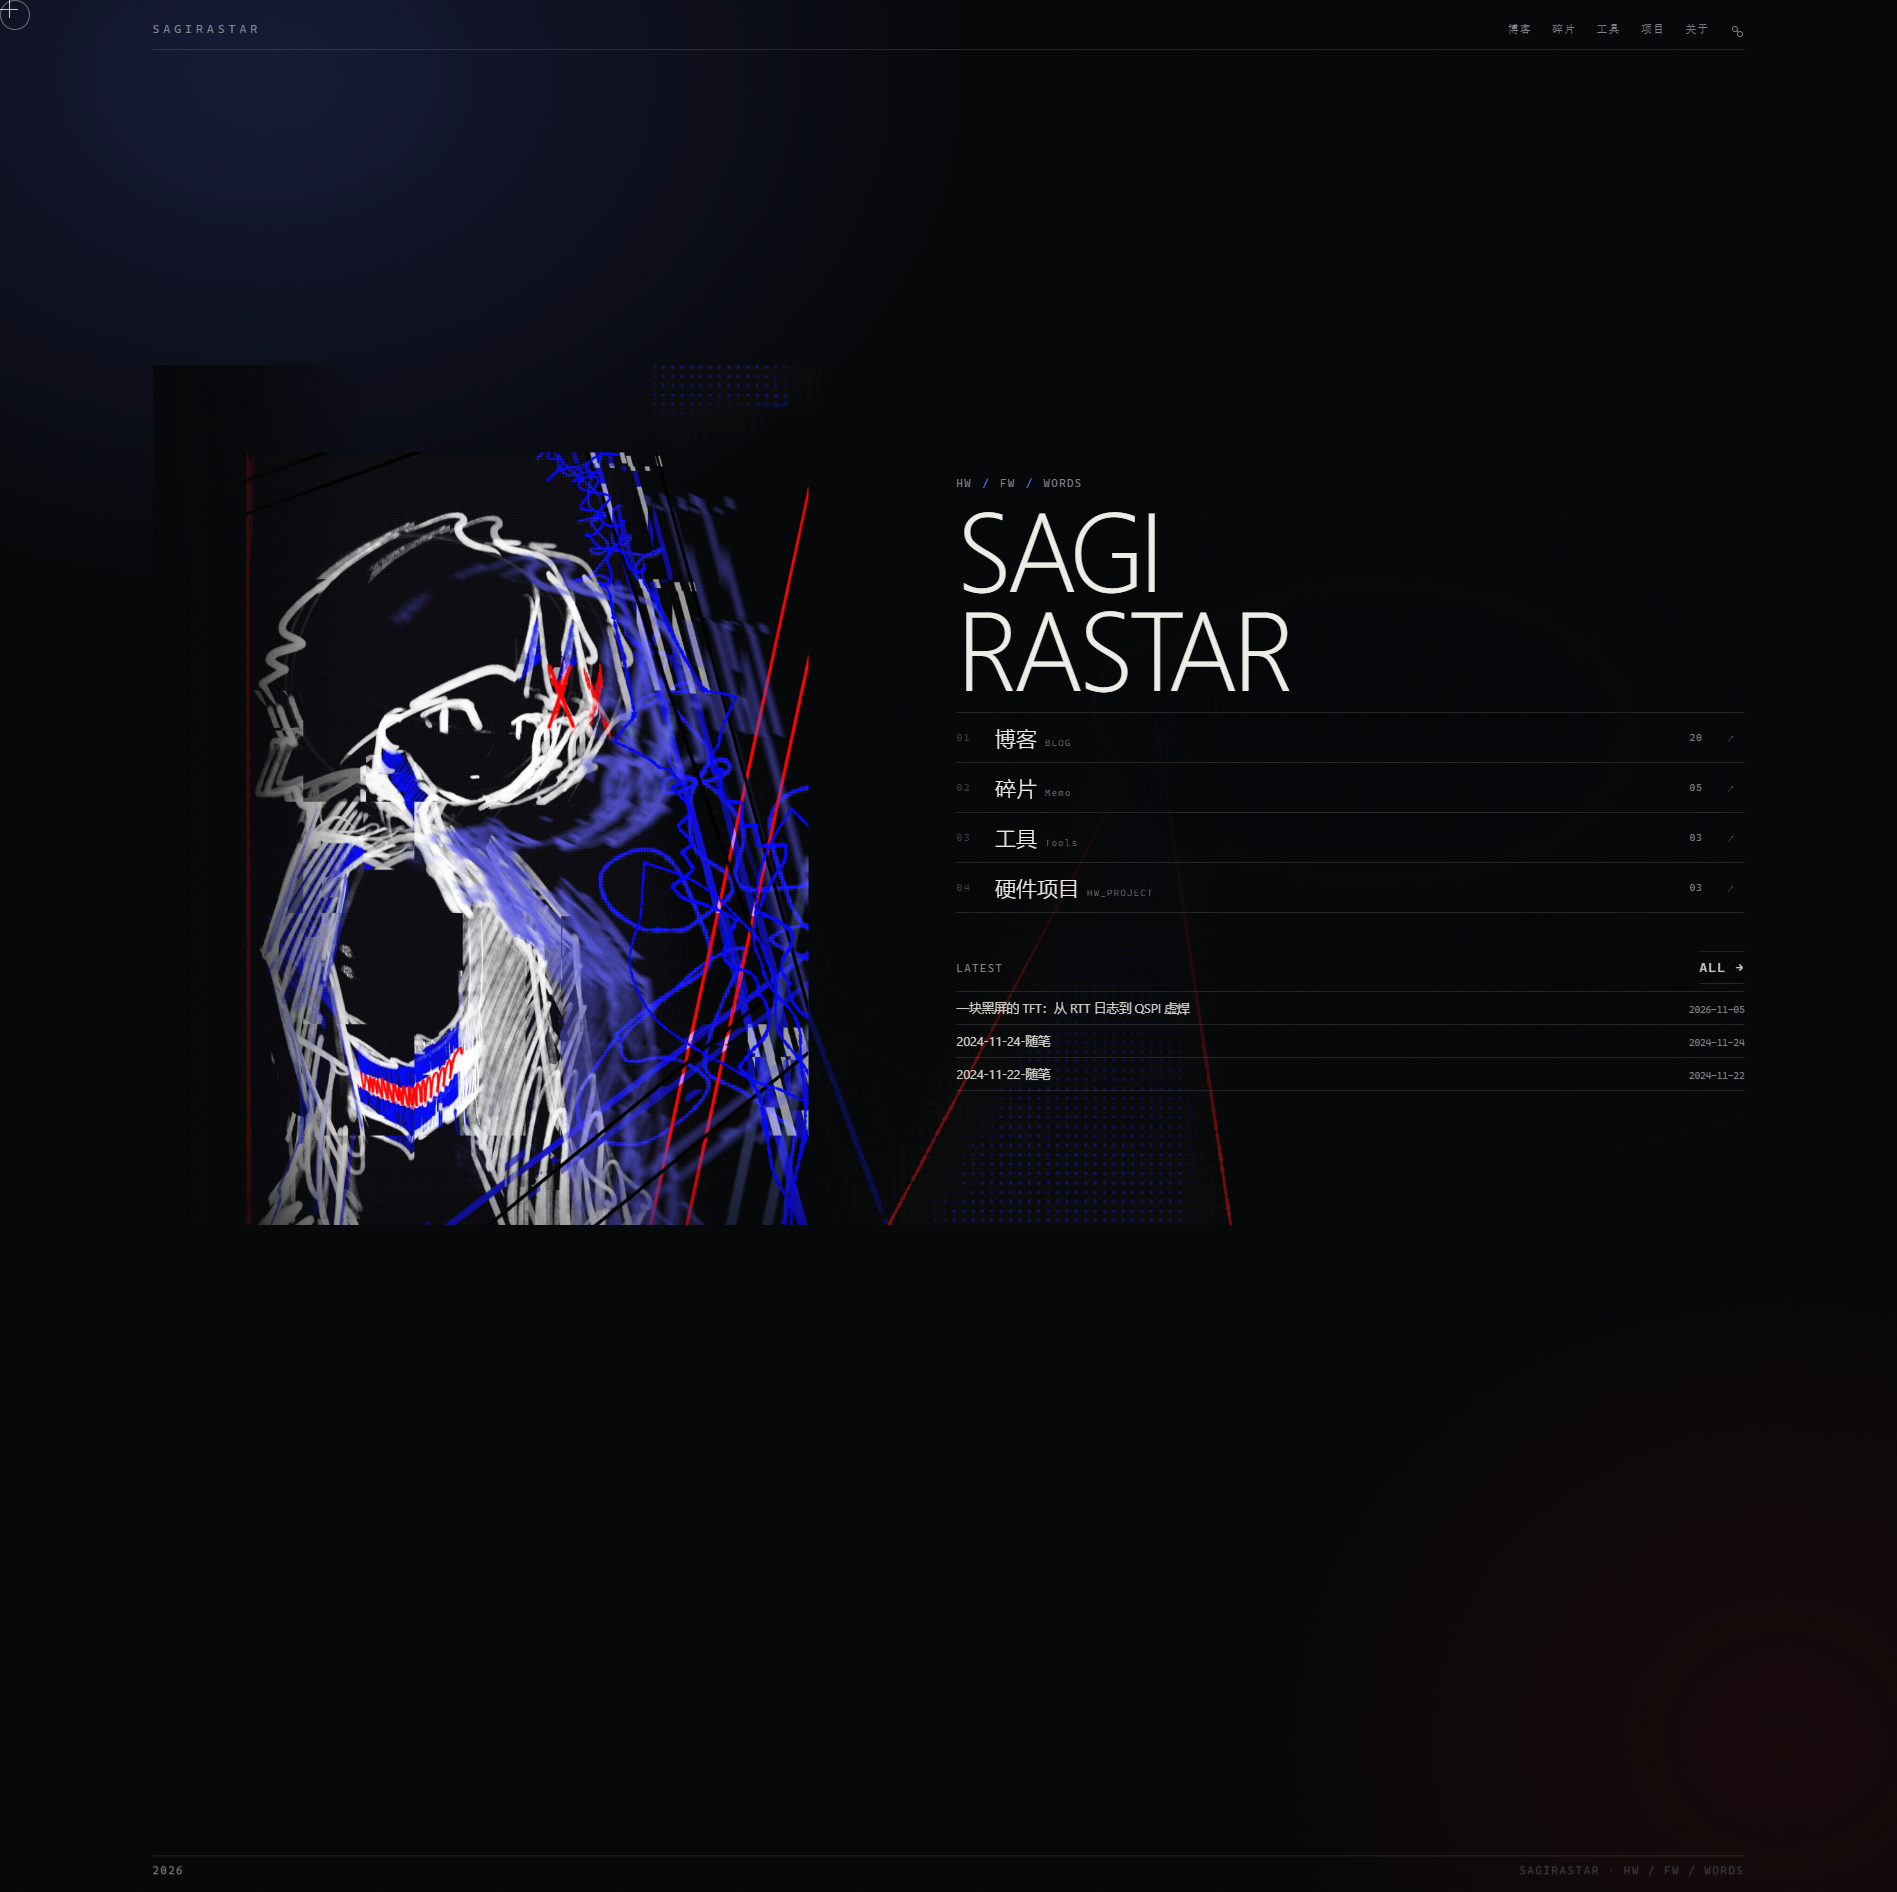 SAGIRASTAR
博客 碎片 工具 项目 关于
HW / FW / WORDS
SAGI
RASTAR
01 博客 BLOG 20 ↗
02 碎片 Memo 05 ↗
03 工具 Tools 03 ↗
04 硬件项目 HW_PROJECT 03 ↗
LATEST ALL →
一块黑屏的 TFT：从 RTT 日志到 QSPI 虚焊 2026-11-05
2024-11-24-随笔 2024-11-24
2024-11-22-随笔 2024-11-22
2026 SAGIRASTAR · HW / FW / WORDS